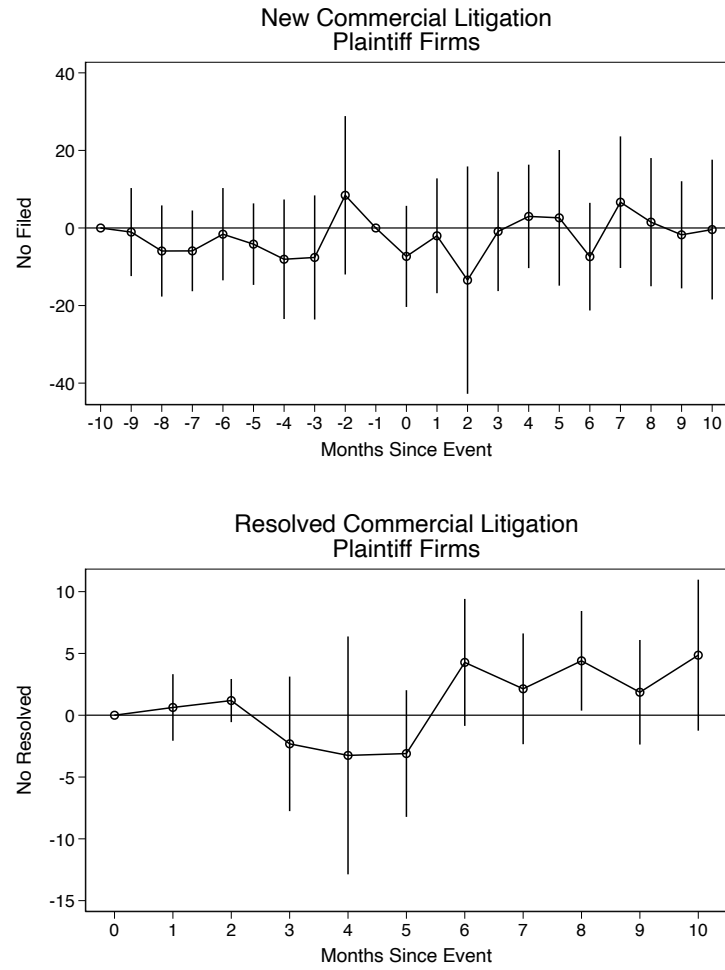 New Commercial Litigation
Plaintiff Firms
40
20
0
-20
-40
No Filed
-10 -9 -8 -7 -6 -5 -4 -3 -2 -1 0 1 2 3 4 5 6 7 8 9 10
Months Since Event
Resolved Commercial Litigation
Plaintiff Firms
10
5
0
-5
-10
-15
No Resolved
0 1 2 3 4 5 6 7 8 9 10
Months Since Event